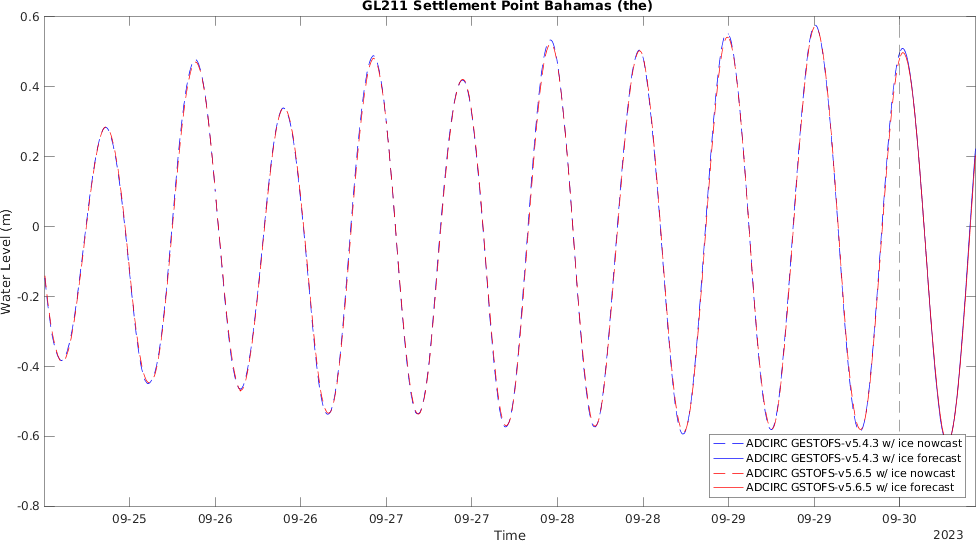 GL211 Settlement Point Bahamas (the)
0.6
0.4
0.2
0
-0.2
-0.4
-0.6
-0.8
Water Level (m)
09-25
09-26
09-26
09-27
09-27
09-28
09-28
09-29
09-29
09-30
Time
2023
ADCIRC GESTOFS-v5.4.3 w/ ice nowcast
ADCIRC GESTOFS-v5.4.3 w/ ice forecast
ADCIRC GSTOFS-v5.6.5 w/ ice nowcast
ADCIRC GSTOFS-v5.6.5 w/ ice forecast